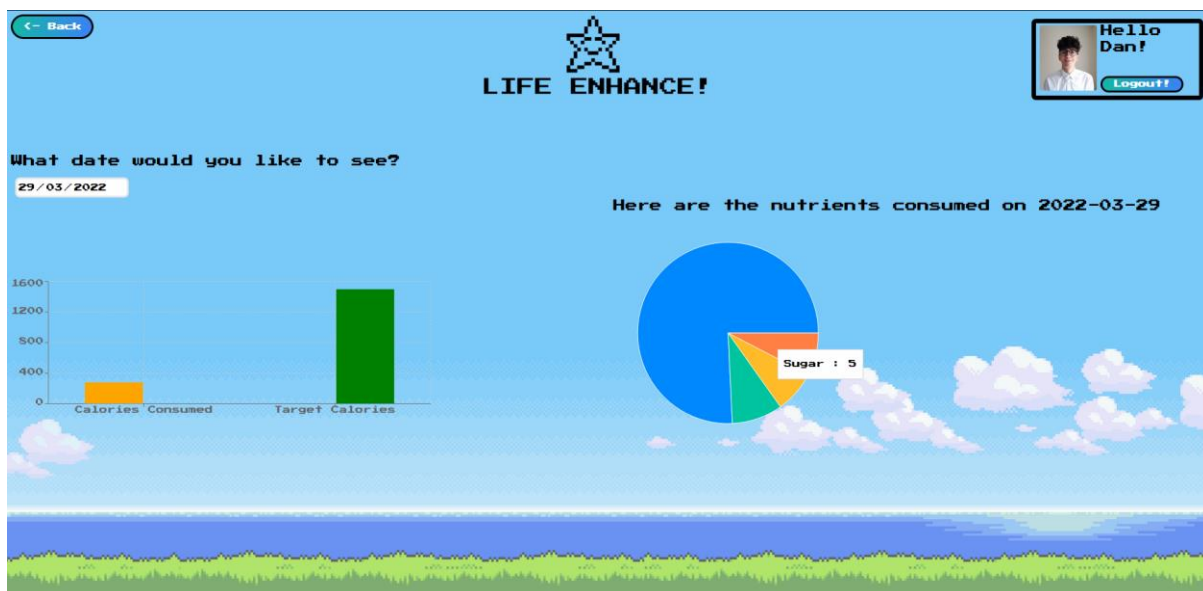 <- Back
LIFE ENHANCE!
Hello
Dan!
Logout!
What date would you like to see?
29/03/2022
Here are the nutrients consumed on 2022-03-29
1600
1200
800
400
0
Calories Consumed
Target Calories
Sugar : 5